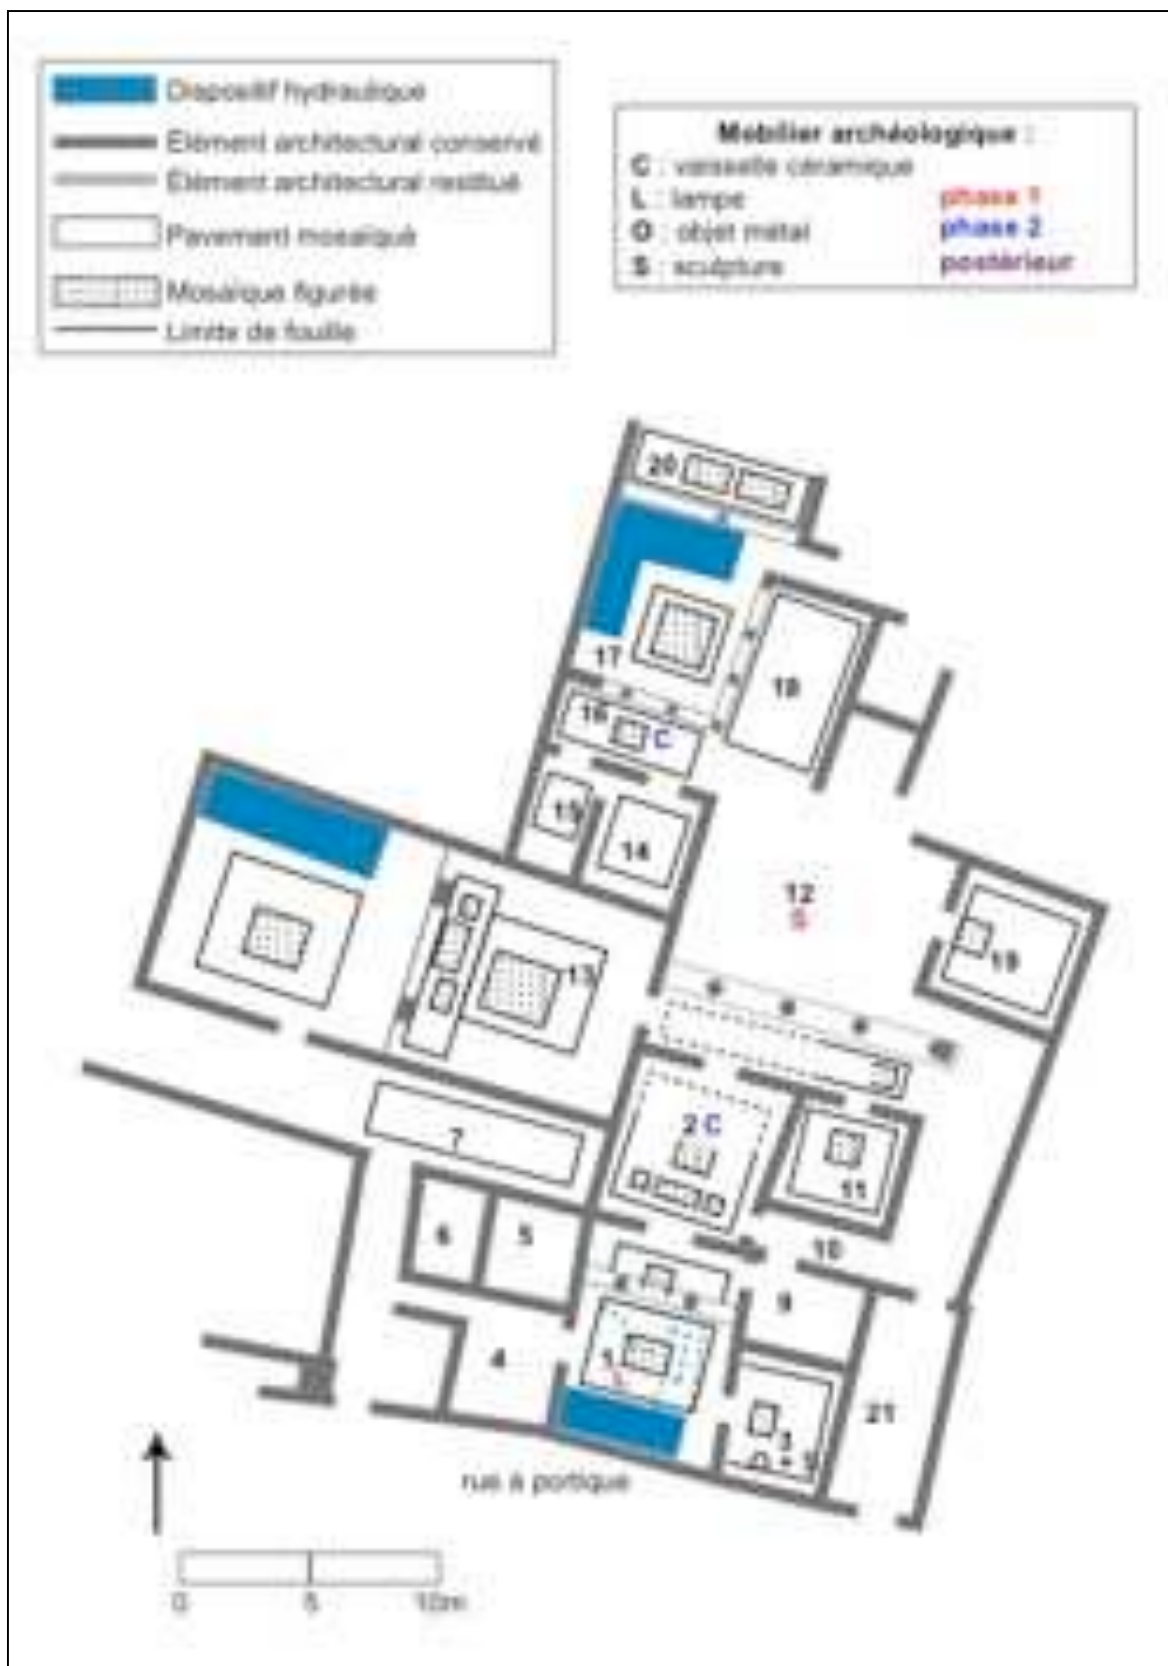 Dispositif hydraulique
Elément architectural conservé
Elément architectural restitué
Pavement mosaïqué
Mosaïque figurée
Limite de fouille
Mobilier archéologique :
C : vaisselle céramique
L : lampe phase 1
O : objet métal phase 2
S : sculpture postérieur
20
17
18
16 C
15
14
12
S
19
13
2 C
7
11
6
5
10
9
4
1
L
3
21
rue à portique
0 5 10m